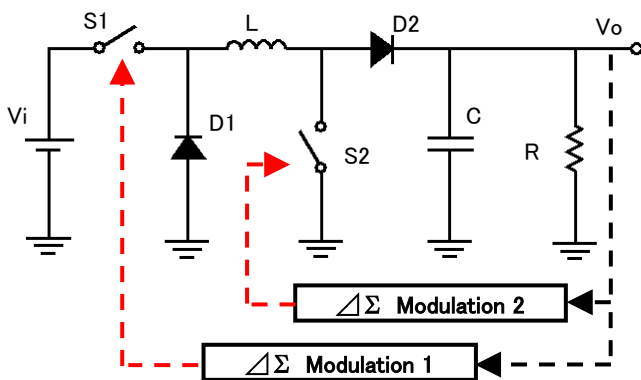 S1
L
D2
Vo
Vi
D1
S2
C
R
⊿Σ Modulation 2
⊿Σ Modulation 1